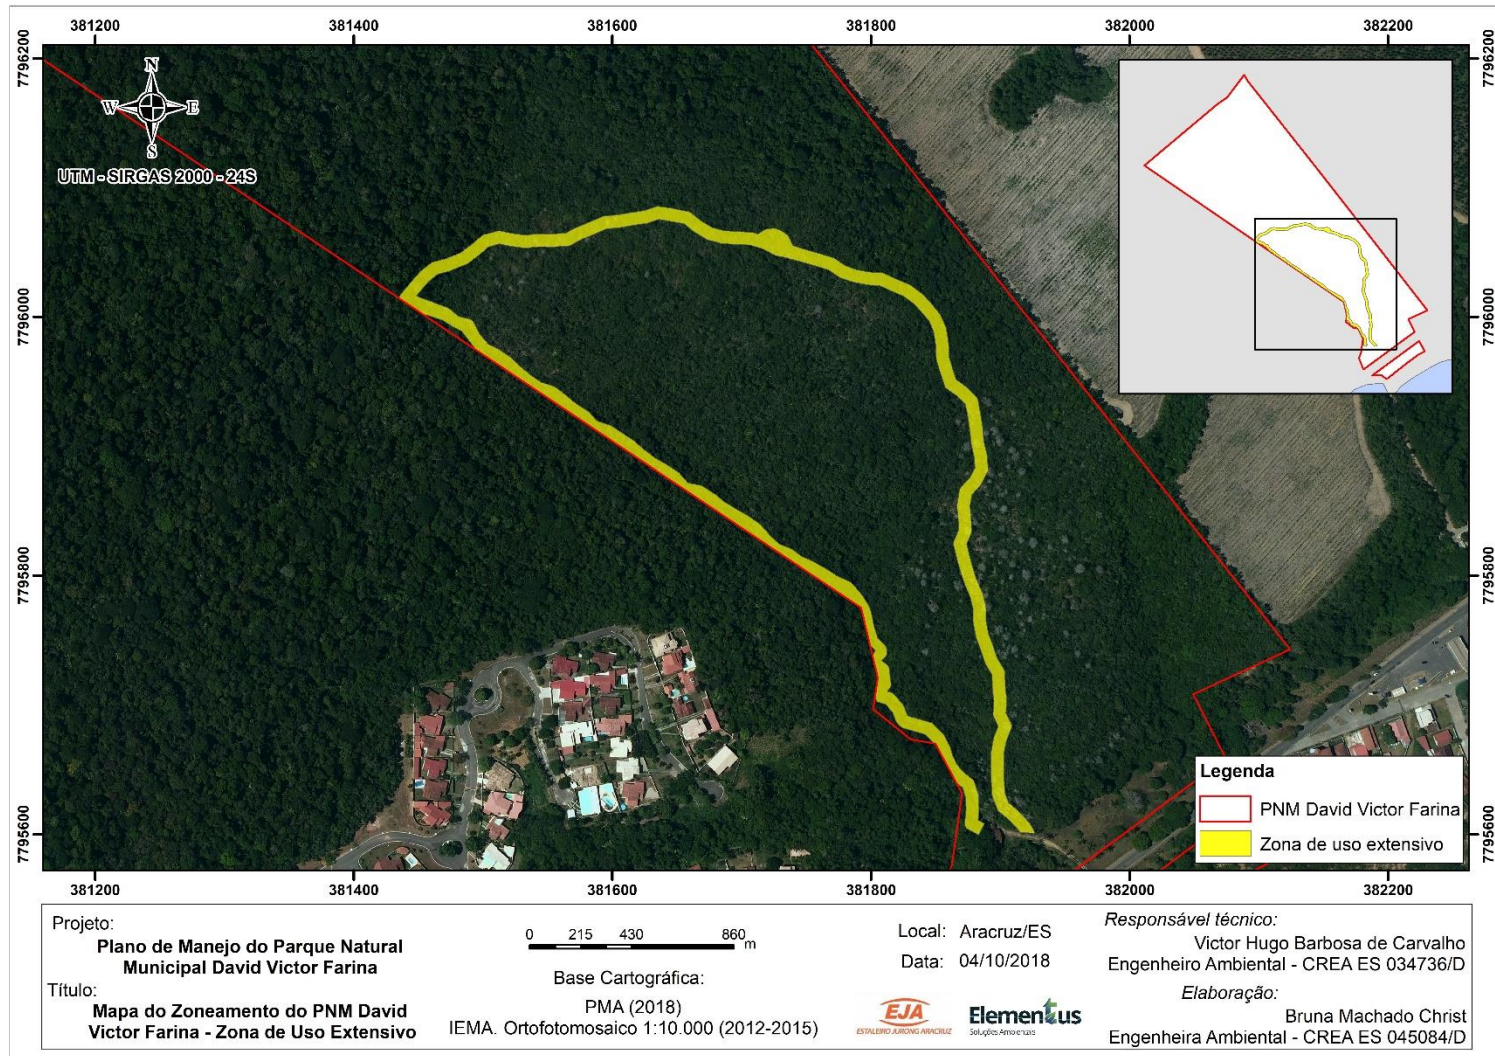 381200 381400 381600 381800 382000 382200
7796200 7796200
N
W E
S
UTM - SIRGAS 2000 - 24S
7796000 7796000
7795800 7795800
Legenda
PNM David Victor Farina
Zona de uso extensivo
7795600 7795600
381200 381400 381600 381800 382000 382200
Projeto:
Plano de Manejo do Parque Natural
Municipal David Victor Farina
Título:
Mapa do Zoneamento do PNM David
Victor Farina - Zona de Uso Extensivo
0 215 430 860
m
Base Cartográfica:
PMA (2018)
IEMA. Ortofotomosaico 1:10.000 (2012-2015)
Local: Aracruz/ES
Data: 04/10/2018
EJA
ESTALEIRO JURONG ARACRUZ
Elementus
Soluções Ambientais
Responsável técnico:
Victor Hugo Barbosa de Carvalho
Engenheiro Ambiental - CREA ES 034736/D
Elaboração:
Bruna Machado Christ
Engenheira Ambiental - CREA ES 045084/D